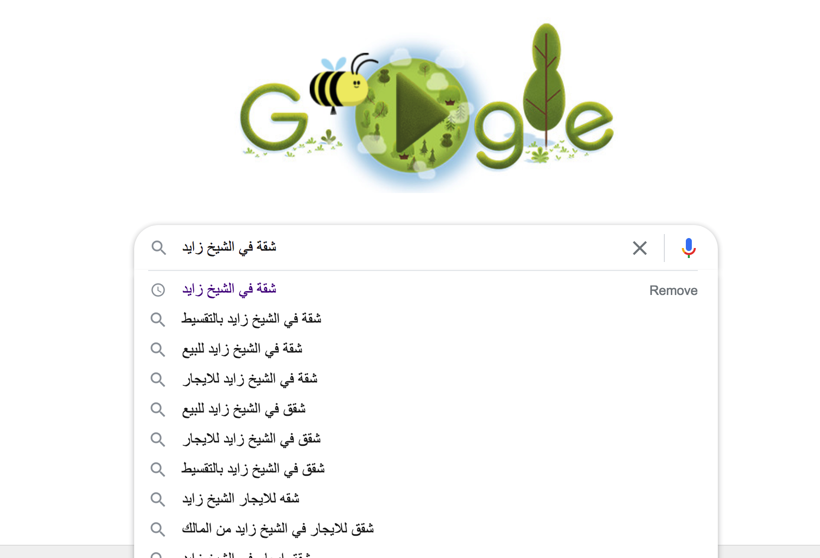 Google
شقة في الشيخ زايد
شقة في الشيخ زايد
Remove
شقة في الشيخ زايد بالتقسيط
شقة في الشيخ زايد للبيع
شقة في الشيخ زايد للايجار
شقق في الشيخ زايد للبيع
شقق في الشيخ زايد للايجار
شقق في الشيخ زايد بالتقسيط
شقه للايجار الشيخ زايد
شقق للايجار في الشيخ زايد من المالك